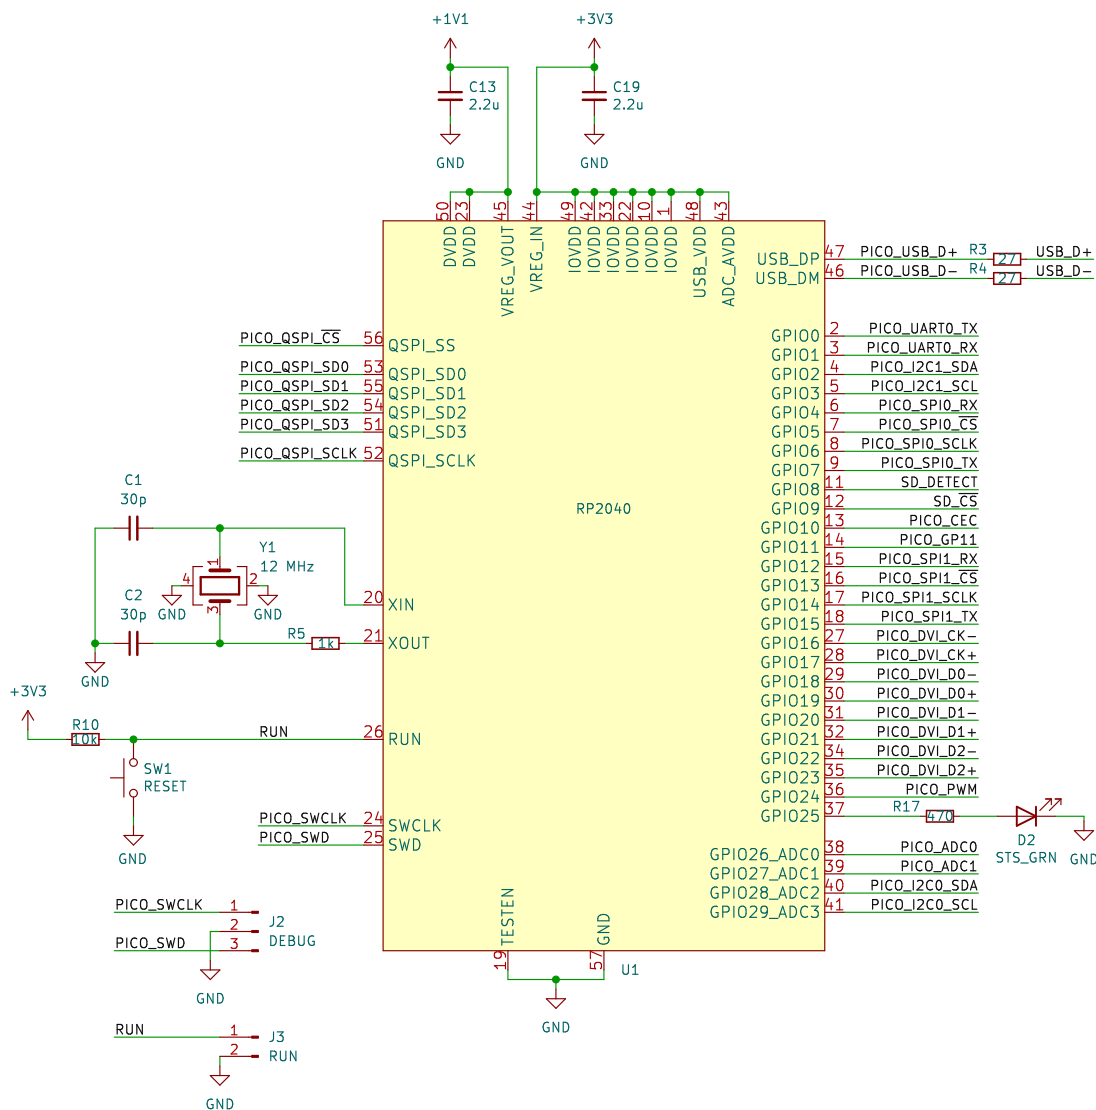 +1V1
+3V3
C13
2.2u
C19
2.2u
GND
GND
50
23
45
44
49
42
33
22
10
1
48
43
DVDD
DVDD
VREG_VOUT
VREG_IN
IOVDD
IOVDD
IOVDD
IOVDD
IOVDD
IOVDD
USB_VDD
ADC_AVDD
USB_DP 47 PICO_USB_D+ R3 27 USB_D+
USB_DM 46 PICO_USB_D- R4 27 USB_D-
PICO_QSPI_CS 56 QSPI_SS
PICO_QSPI_SD0 53 QSPI_SD0
PICO_QSPI_SD1 55 QSPI_SD1
PICO_QSPI_SD2 54 QSPI_SD2
PICO_QSPI_SD3 51 QSPI_SD3
PICO_QSPI_SCLK 52 QSPI_SCLK
GPIO0 2 PICO_UART0_TX
GPIO1 3 PICO_UART0_RX
GPIO2 4 PICO_I2C1_SDA
GPIO3 5 PICO_I2C1_SCL
GPIO4 6 PICO_SPI0_RX
GPIO5 7 PICO_SPI0_CS
GPIO6 8 PICO_SPI0_SCLK
GPIO7 9 PICO_SPI0_TX
GPIO8 11 SD_DETECT
GPIO9 12 SD_CS
GPIO10 13 PICO_CEC
GPIO11 14 PICO_GP11
GPIO12 15 PICO_SPI1_RX
GPIO13 16 PICO_SPI1_CS
GPIO14 17 PICO_SPI1_SCLK
GPIO15 18 PICO_SPI1_TX
GPIO16 27 PICO_DVI_CK-
GPIO17 28 PICO_DVI_CK+
GPIO18 29 PICO_DVI_D0-
GPIO19 30 PICO_DVI_D0+
GPIO20 31 PICO_DVI_D1-
GPIO21 32 PICO_DVI_D1+
GPIO22 34 PICO_DVI_D2-
GPIO23 35 PICO_DVI_D2+
GPIO24 36 PICO_PWM
GPIO25 37 R17 470
D2
STS_GRN
GND
GPIO26_ADC0 38 PICO_ADC0
GPIO27_ADC1 39 PICO_ADC1
GPIO28_ADC2 40 PICO_I2C0_SDA
GPIO29_ADC3 41 PICO_I2C0_SCL
RP2040
C1
30p
Y1
12 MHz
1
4
2
3
GND
GND
C2
30p
GND
20 XIN
R5 1k 21 XOUT
+3V3
R10
10k
RUN 26 RUN
SW1
RESET
GND
PICO_SWCLK 24 SWCLK
PICO_SWD 25 SWD
PICO_SWCLK 1
2
PICO_SWD 3
J2
DEBUG
GND
TESTEN
19
GND
57
U1
GND
RUN 1
2
J3
RUN
GND